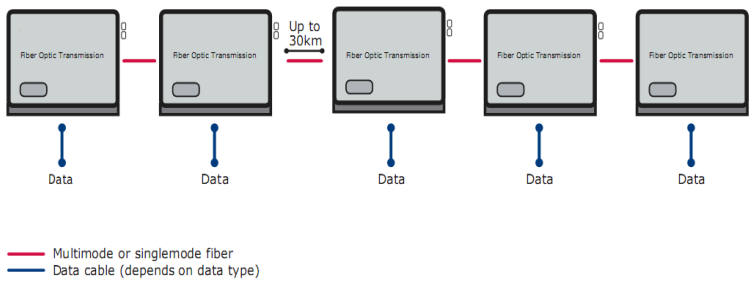 Up to
30km
Fiber Optic Transmission
Fiber Optic Transmission
Fiber Optic Transmission
Fiber Optic Transmission
Fiber Optic Transmission
Data
Data
Data
Data
Data
Multimode or singlemode fiber
Data cable (depends on data type)